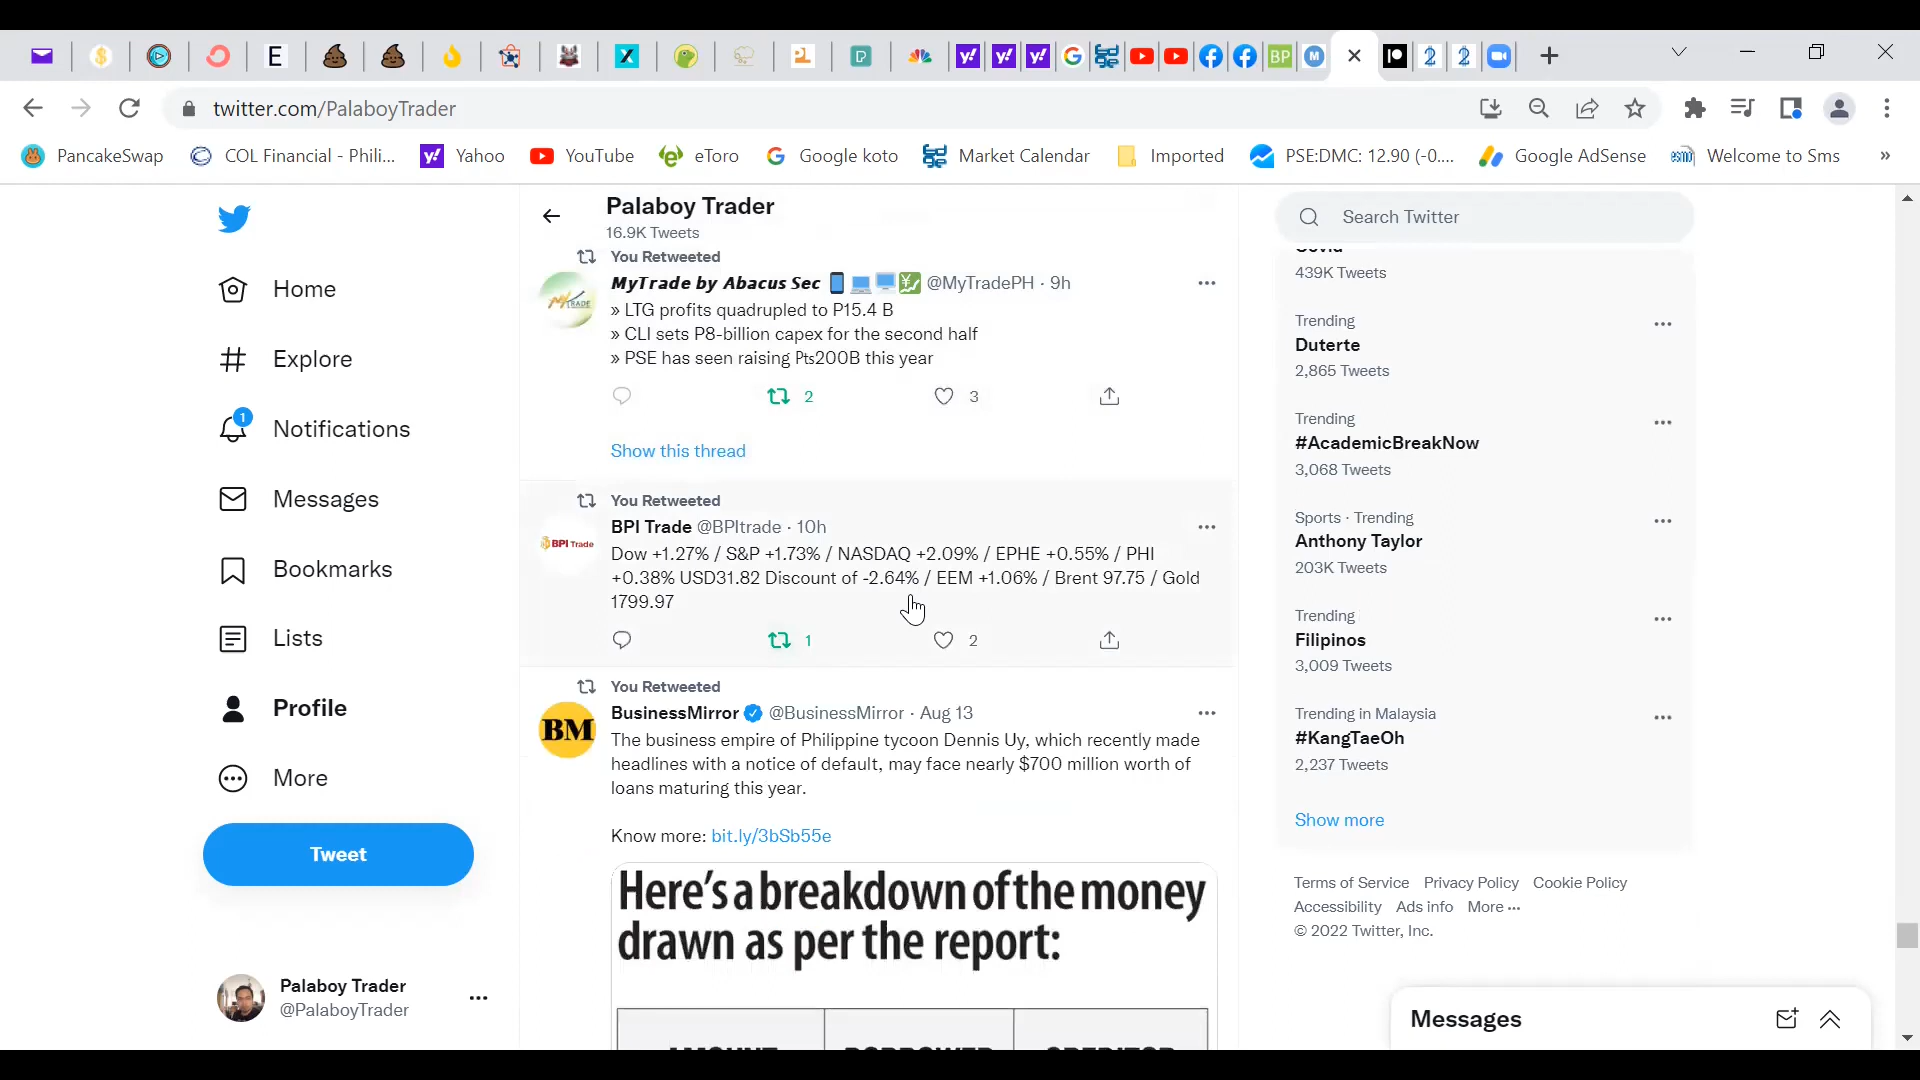 twitter.com/PalaboyTrader
PancakeSwap
COL Financial - Phili...
Yahoo
YouTube
eToro
Google koto
Market Calendar
Imported
PSE:DMC: 12.90 (-0....
Google AdSense
Welcome to Sms
»
Home
Explore
1
Notifications
Messages
Bookmarks
Lists
Profile
More
Tweet
Palaboy Trader
@PalaboyTrader
Palaboy Trader
16.9K Tweets
You Retweeted
MyTrade by Abacus Sec @MyTradePH · 9h
» LTG profits quadrupled to P15.4 B
» CLI sets P8-billion capex for the second half
» PSE has seen raising ₧200B this year
2
3
Show this thread
You Retweeted
BPI Trade
BPI Trade @BPItrade · 10h
Dow +1.27% / S&P +1.73% / NASDAQ +2.09% / EPHE +0.55% / PHI
+0.38% USD31.82 Discount of -2.64% / EEM +1.06% / Brent 97.75 / Gold
1799.97
1
2
You Retweeted
BM
BusinessMirror @BusinessMirror · Aug 13
The business empire of Philippine tycoon Dennis Uy, which recently made
headlines with a notice of default, may face nearly $700 million worth of
loans maturing this year.
Know more: bit.ly/3bSb55e
Here's a breakdown of the money
drawn as per the report:
AMOUNT BORROWER CREDITOR
Search Twitter
Covid
439K Tweets
Trending
Duterte
2,865 Tweets
Trending
#AcademicBreakNow
3,068 Tweets
Sports · Trending
Anthony Taylor
203K Tweets
Trending
Filipinos
3,009 Tweets
Trending in Malaysia
#KangTaeOh
2,237 Tweets
Show more
Terms of Service Privacy Policy Cookie Policy
Accessibility Ads info More ···
© 2022 Twitter, Inc.
Messages